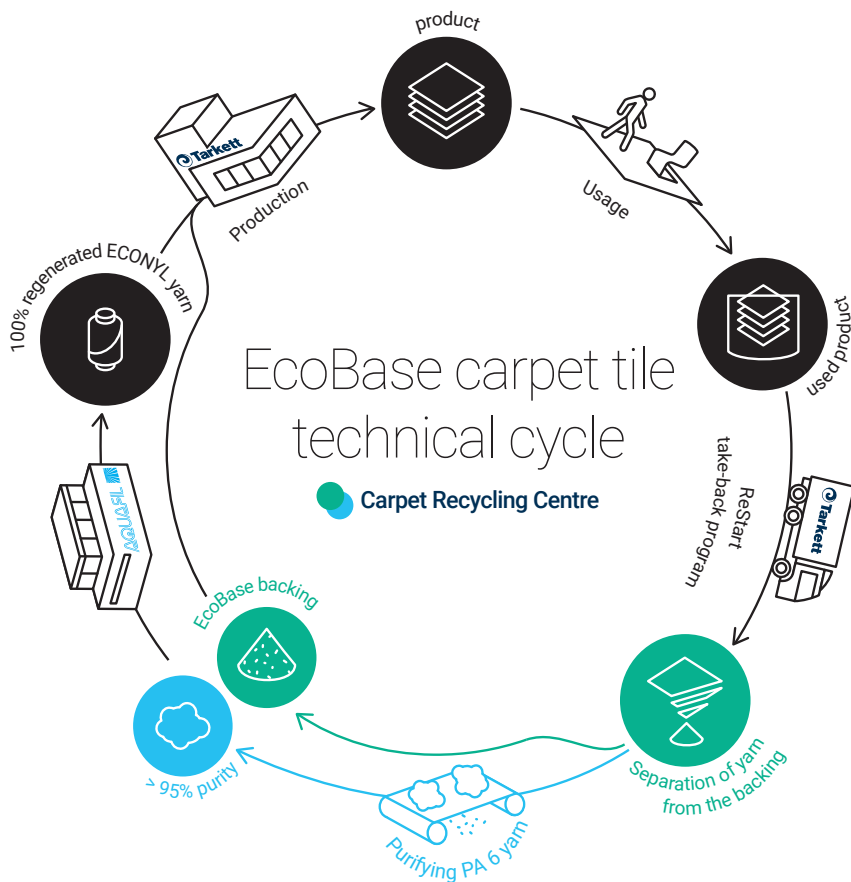 product
Tarkett
Production
Usage
100% regenerated ECONYL yarn
used product
EcoBase carpet tile
technical cycle
Carpet Recycling Centre
AQUAFIL
ReStart
take-back program
Tarkett
EcoBase backing
> 95% purity
Purifying PA 6 yarn
Separation of yarn
from the backing